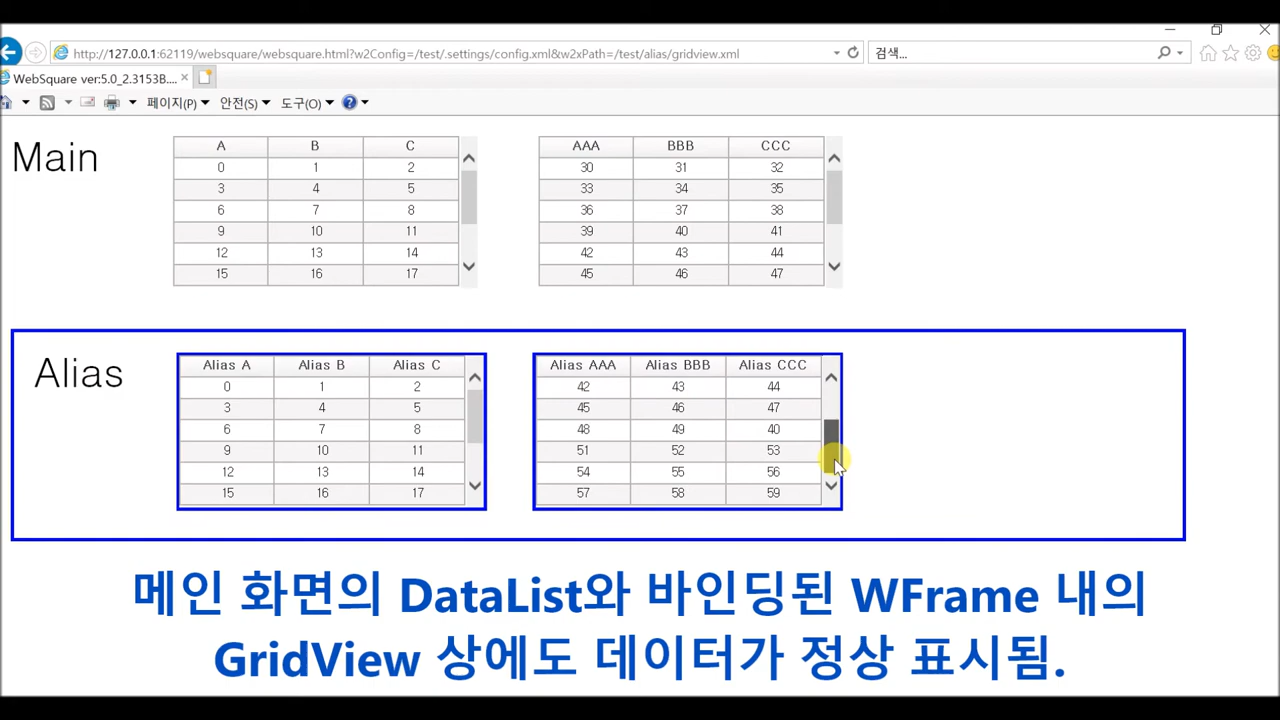 http://127.0.0.1:62119/websquare/websquare.html?w2Config=/test/.settings/config.xml&w2xPath=/test/alias/gridview.xml
검색...
WebSquare ver:5.0_2.3153B....
페이지(P) 안전(S) 도구(O)
Main
A B C
0 1 2
3 4 5
6 7 8
9 10 11
12 13 14
15 16 17
AAA BBB CCC
30 31 32
33 34 35
36 37 38
39 40 41
42 43 44
45 46 47
Alias
Alias A Alias B Alias C
0 1 2
3 4 5
6 7 8
9 10 11
12 13 14
15 16 17
Alias AAA Alias BBB Alias CCC
42 43 44
45 46 47
48 49 40
51 52 53
54 55 56
57 58 59
메인 화면의 DataList와 바인딩된 WFrame 내의
GridView 상에도 데이터가 정상 표시됨.